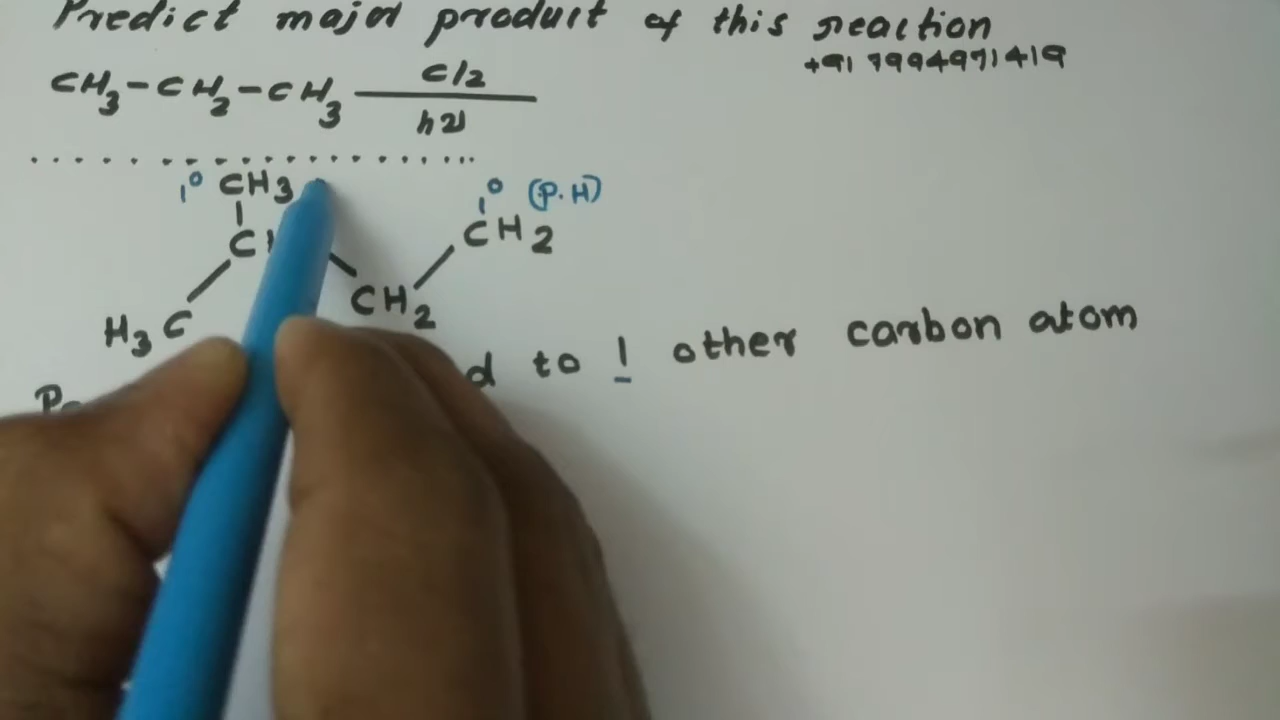 Predict major product of this reaction
+91 7994971419
CH3-CH2-CH3 Cl2
hν
1° CH3 1° (P.H)
CH2
CH2
H3C
to 1 other carbon atom